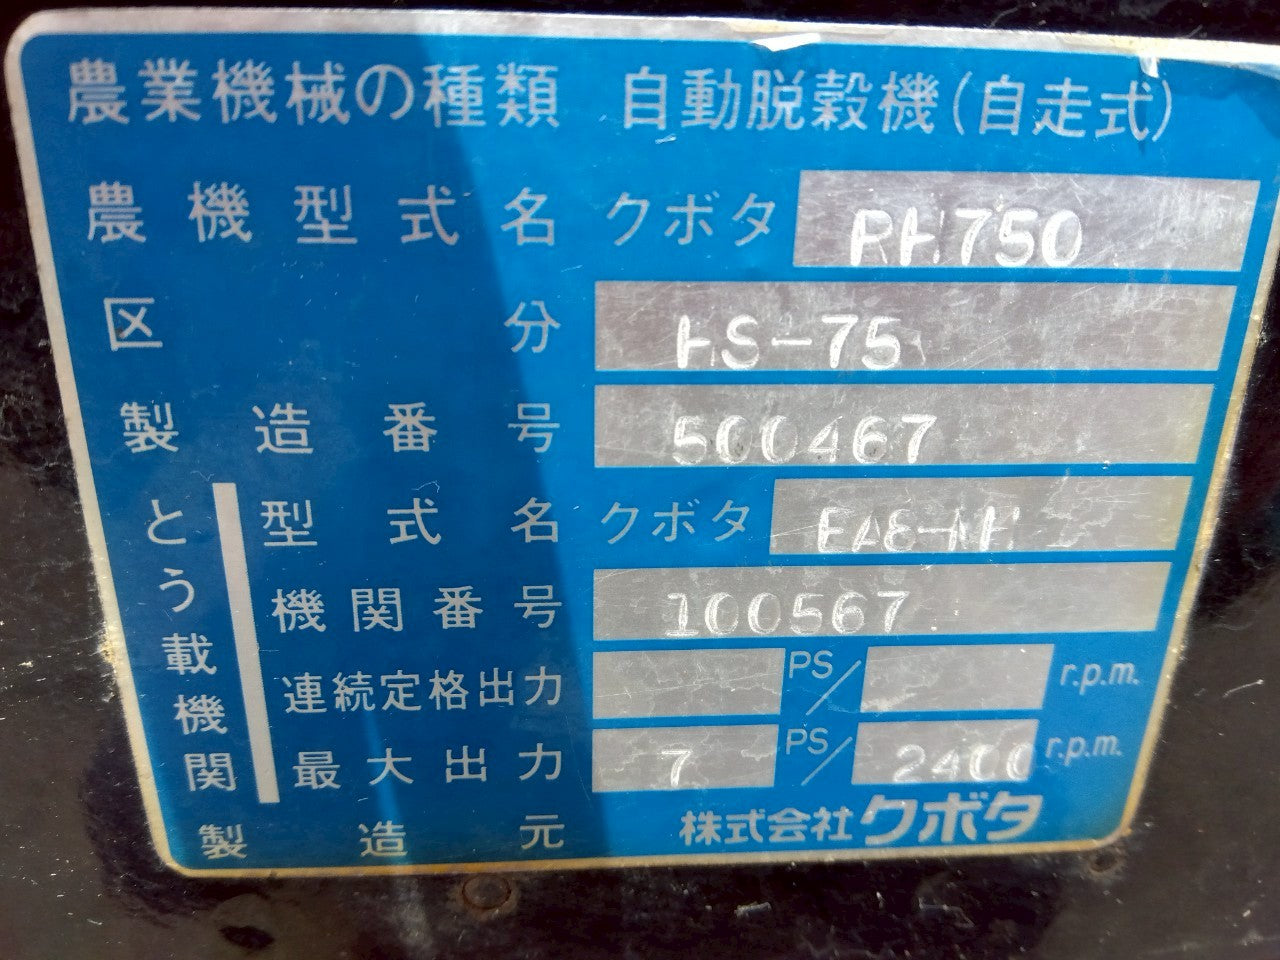 農業機械の種類 自動脱穀機(自走式)
農機型式名 クボタ RH750
区分 HS-75
製造番号 500467
とう載機関
型式名 クボタ
機関番号 100567
連続定格出力 PS/ r.p.m.
最大出力 7 PS/ 2400 r.p.m.
製造元 株式会社クボタ